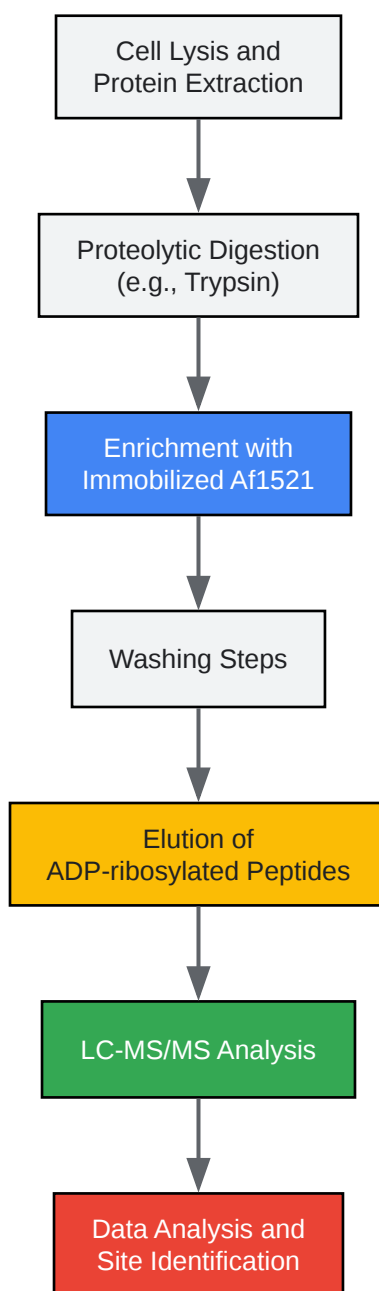 Cell Lysis and
Protein Extraction
Proteolytic Digestion
(e.g., Trypsin)
Enrichment with
Immobilized Af1521
Washing Steps
Elution of
ADP-ribosylated Peptides
LC-MS/MS Analysis
Data Analysis and
Site Identification